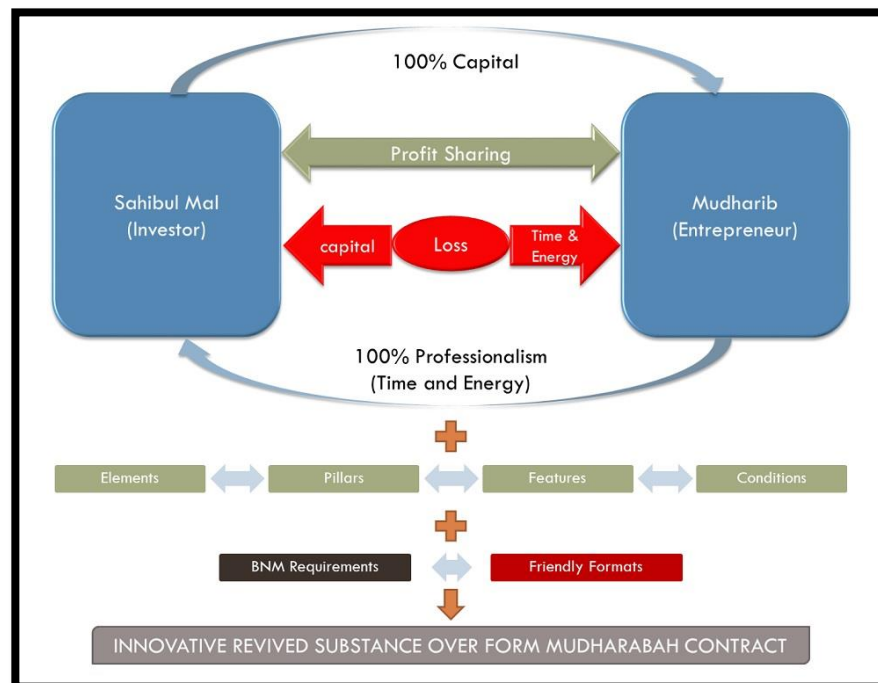 100% Capital
Sahibul Mal
(Investor)
Profit Sharing
Mudharib
(Entrepreneur)
capital
Loss
Time &
Energy
100% Professionalism
(Time and Energy)
Elements
Pillars
Features
Conditions
BNM Requirements
Friendly Formats
INNOVATIVE REVIVED SUBSTANCE OVER FORM MUDHARABAH CONTRACT